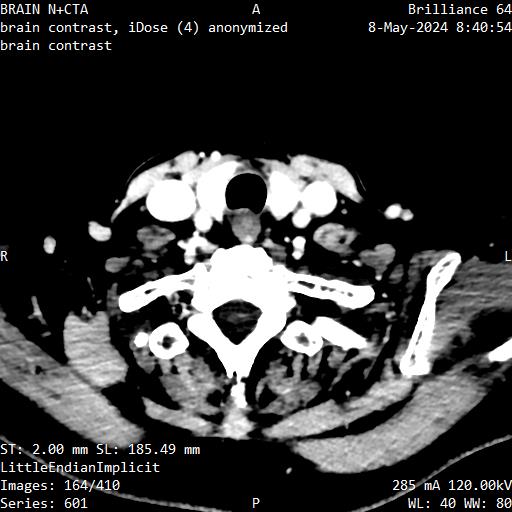 BRAIN N+CTA
A
Brilliance 64
brain contrast, iDose (4) anonymized
8-May-2024 8:40:54
brain contrast
R
L
ST: 2.00 mm SL: 185.49 mm
LittleEndianImplicit
Images: 164/410
285 mA 120.00kV
Series: 601
P
WL: 40 WW: 80